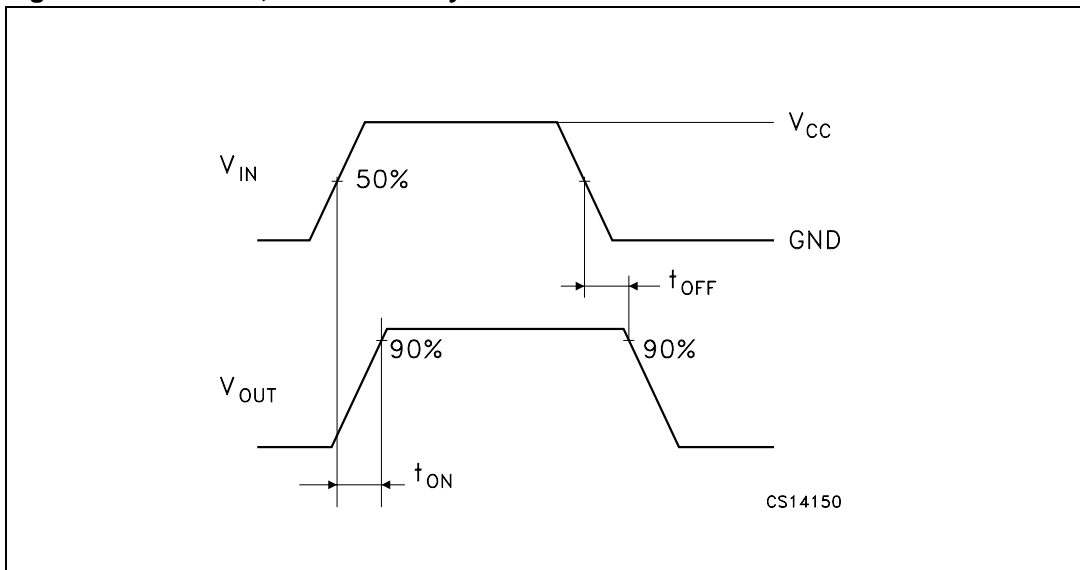 V_CC
V_IN
50%
GND
t_OFF
90%
90%
V_OUT
t_ON
CS14150